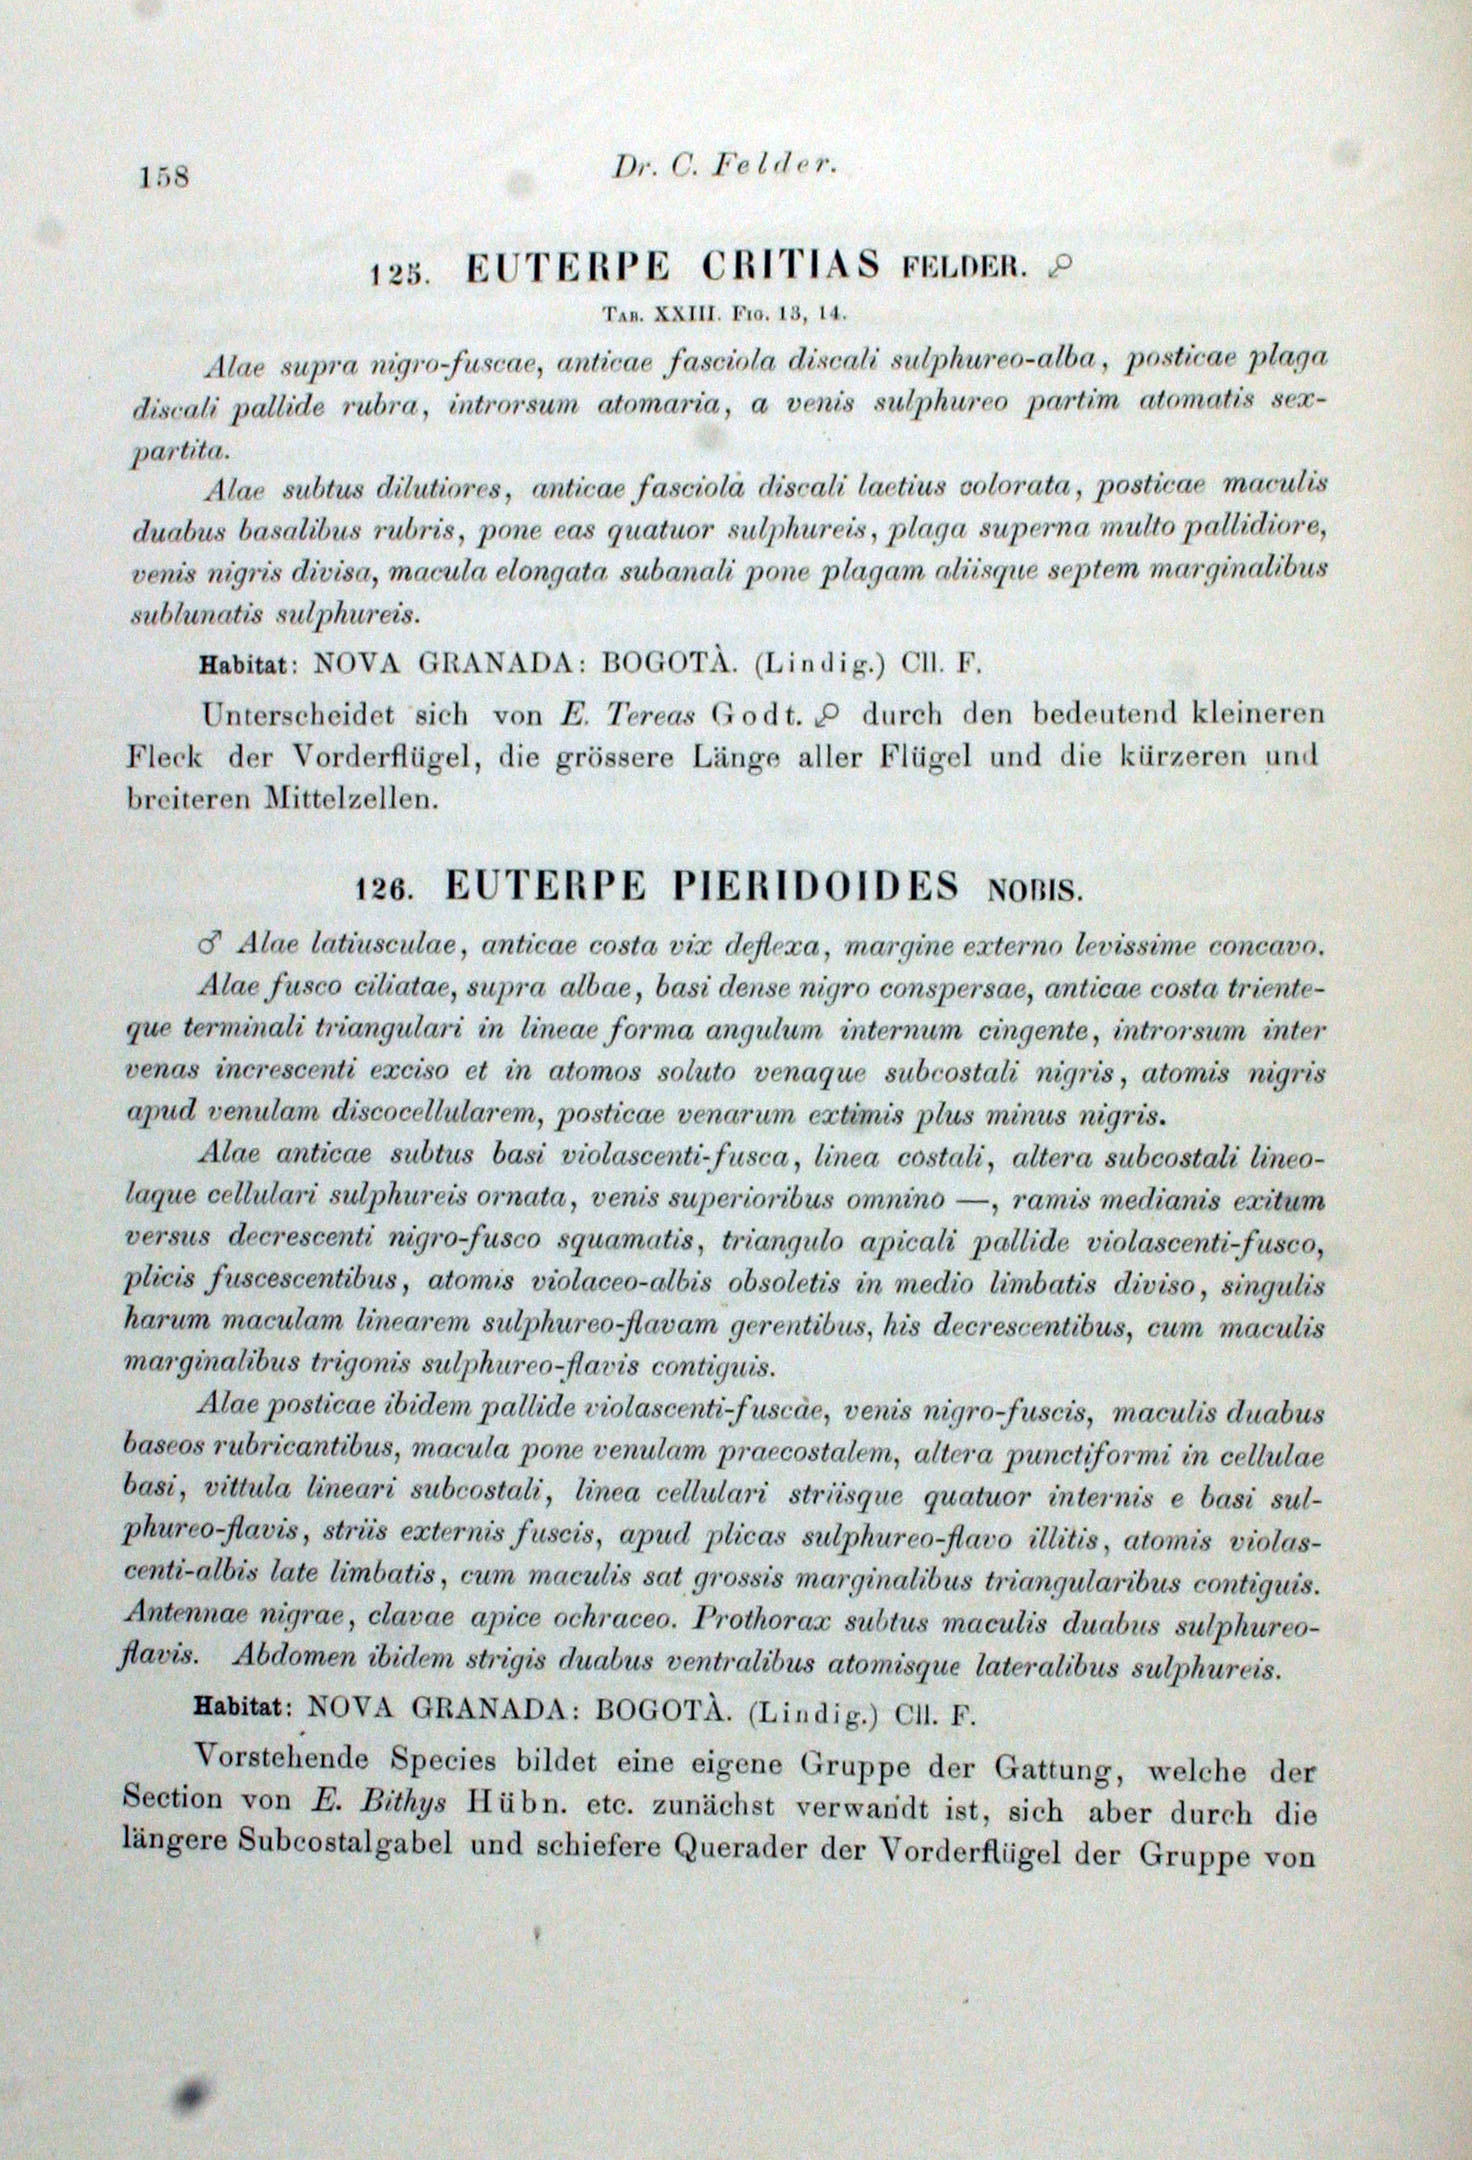 158
Dr. C. Felder.
125. EUTERPE CRITIAS FELDER. ♀
TAB. XXIII. FIG. 13, 14.
Alae supra nigro-fuscae, anticae fasciola discali sulphureo-alba, posticae plaga
discali pallide rubra, introrsum atomaria, a venis sulphureo partim atomatis sex-
partita.
Alae subtus dilutiores, anticae fasciola discali laetius colorata, posticae maculis
duabus basalibus rubris, pone eas quatuor sulphureis, plaga superna multo pallidiore,
venis nigris divisa, macula elongata subanali pone plagam aliisque septem marginalibus
sublunatis sulphureis.
Habitat: NOVA GRANADA: BOGOTÀ. (Lindig.) Cll. F.
Unterscheidet sich von E. Tereas Godt. ♀ durch den bedeutend kleineren
Fleck der Vorderflügel, die grössere Länge aller Flügel und die kürzeren und
breiteren Mittelzellen.
126. EUTERPE PIERIDOIDES NOBIS.
♂ Alae latiusculae, anticae costa vix deflexa, margine externo levissime concavo.
Alae fusco ciliatae, supra albae, basi dense nigro conspersae, anticae costa triente-
que terminali triangulari in lineae forma angulum internum cingente, introrsum inter
venas increscenti exciso et in atomos soluto venaque subcostali nigris, atomis nigris
apud venulam discocellularem, posticae venarum extimis plus minus nigris.
Alae anticae subtus basi violascenti-fusca, linea costali, altera subcostali lineo-
laque cellulari sulphureis ornata, venis superioribus omnino —, ramis medianis exitum
versus decrescenti nigro-fusco squamatis, triangulo apicali pallide violascenti-fusco,
plicis fuscescentibus, atomis violaceo-albis obsoletis in medio limbatis diviso, singulis
harum maculam linearem sulphureo-flavam gerentibus, his decrescentibus, cum maculis
marginalibus trigonis sulphureo-flavis contiguis.
Alae posticae ibidem pallide violascenti-fuscae, venis nigro-fuscis, maculis duabus
baseos rubricantibus, macula pone venulam praecostalem, altera punctiformi in cellulae
basi, vittula lineari subcostali, linea cellulari striisque quatuor internis e basi sul-
phureo-flavis, striis externis fuscis, apud plicas sulphureo-flavo illitis, atomis violas-
centi-albis late limbatis, cum maculis sat grossis marginalibus triangularibus contiguis.
Antennae nigrae, clavae apice ochraceo. Prothorax subtus maculis duabus sulphureo-
flavis. Abdomen ibidem strigis duabus ventralibus atomisque lateralibus sulphureis.
Habitat: NOVA GRANADA: BOGOTÀ. (Lindig.) Cll. F.
Vorstehende Species bildet eine eigene Gruppe der Gattung, welche der
Section von E. Bithys Hübn. etc. zunächst verwandt ist, sich aber durch die
längere Subcostalgabel und schiefere Querader der Vorderflügel der Gruppe von